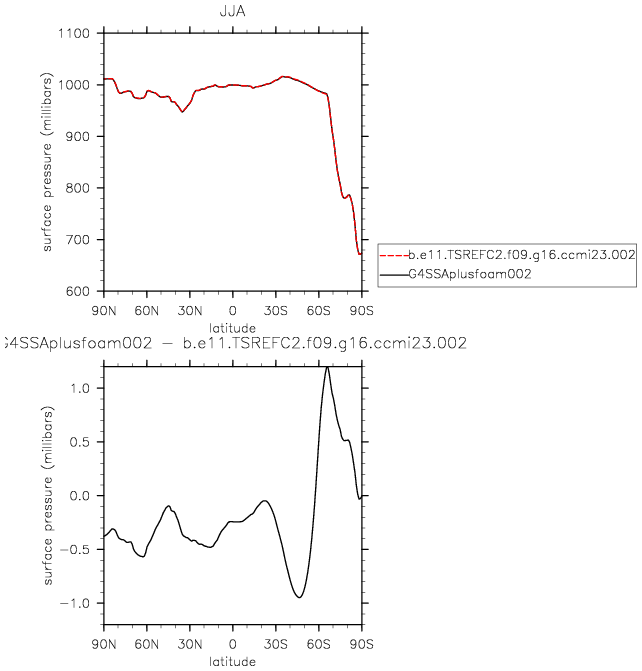 JJA
1100
1000
900
800
700
600
surface pressure (millibars)
90N 60N 30N 0 30S 60S 90S
latitude
b.e11.TSREFC2.f09.g16.ccmi23.002
G4SSAplusfoam002
G4SSAplusfoam002 − b.e11.TSREFC2.f09.g16.ccmi23.002
1.0
0.5
0.0
−0.5
−1.0
surface pressure (millibars)
90N 60N 30N 0 30S 60S 90S
latitude